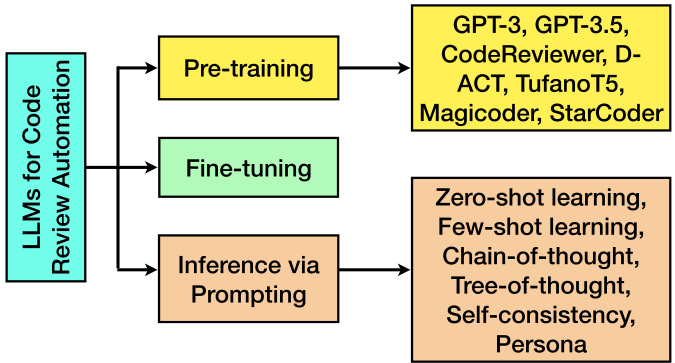 LLMs for Code
Review Automation
Pre-training
GPT-3, GPT-3.5,
CodeReviewer, D-
ACT, TufanoT5,
Magicoder, StarCoder
Fine-tuning
Inference via
Prompting
Zero-shot learning,
Few-shot learning,
Chain-of-thought,
Tree-of-thought,
Self-consistency,
Persona